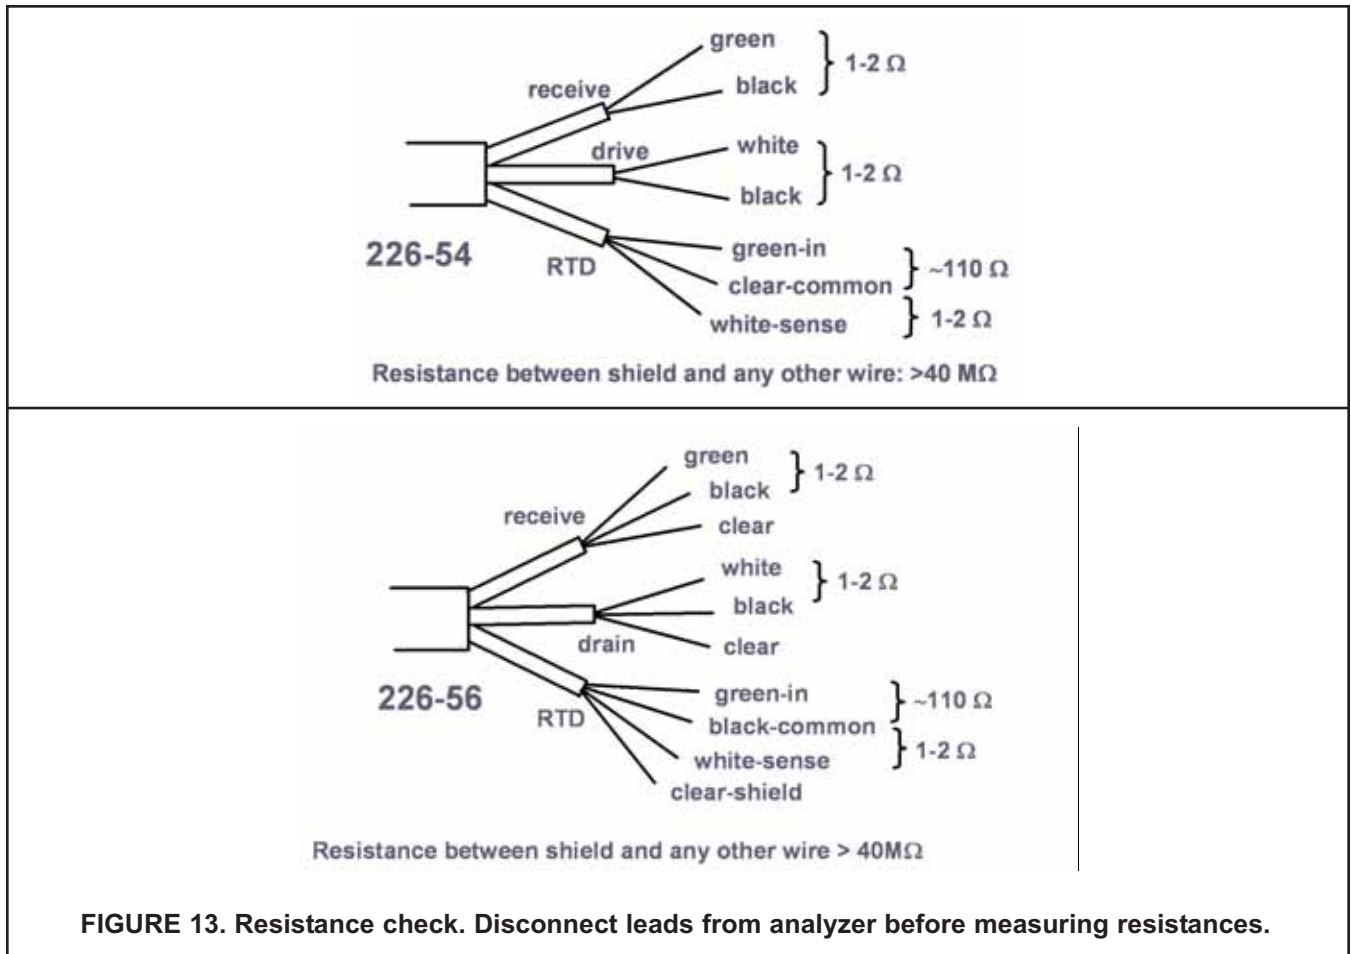 green
1-2 Ω
black
receive
drive
white
1-2 Ω
black
226-54
RTD
green-in
~110 Ω
clear-common
1-2 Ω
white-sense
Resistance between shield and any other wire: >40 MΩ
green
1-2 Ω
black
receive
clear
white
1-2 Ω
black
drain
clear
226-56
RTD
green-in
~110 Ω
black-common
1-2 Ω
white-sense
clear-shield
Resistance between shield and any other wire > 40MΩ
FIGURE 13. Resistance check. Disconnect leads from analyzer before measuring resistances.